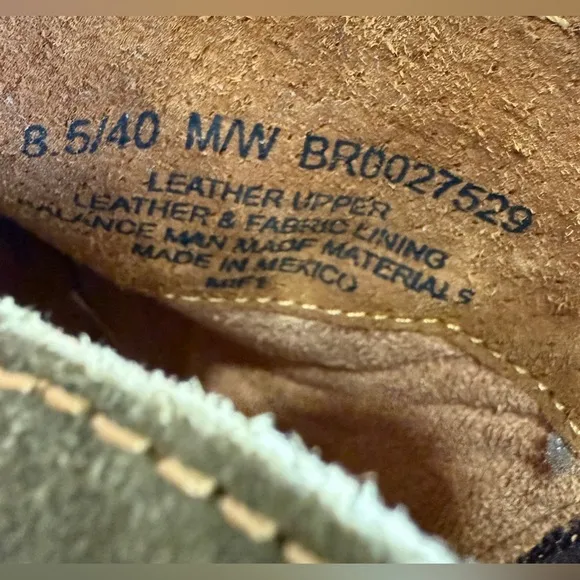 8.5/40 M/W BR0027529
LEATHER UPPER
LEATHER & FABRIC LINING
BALANCE MAN MADE MATERIALS
MADE IN MEXICO